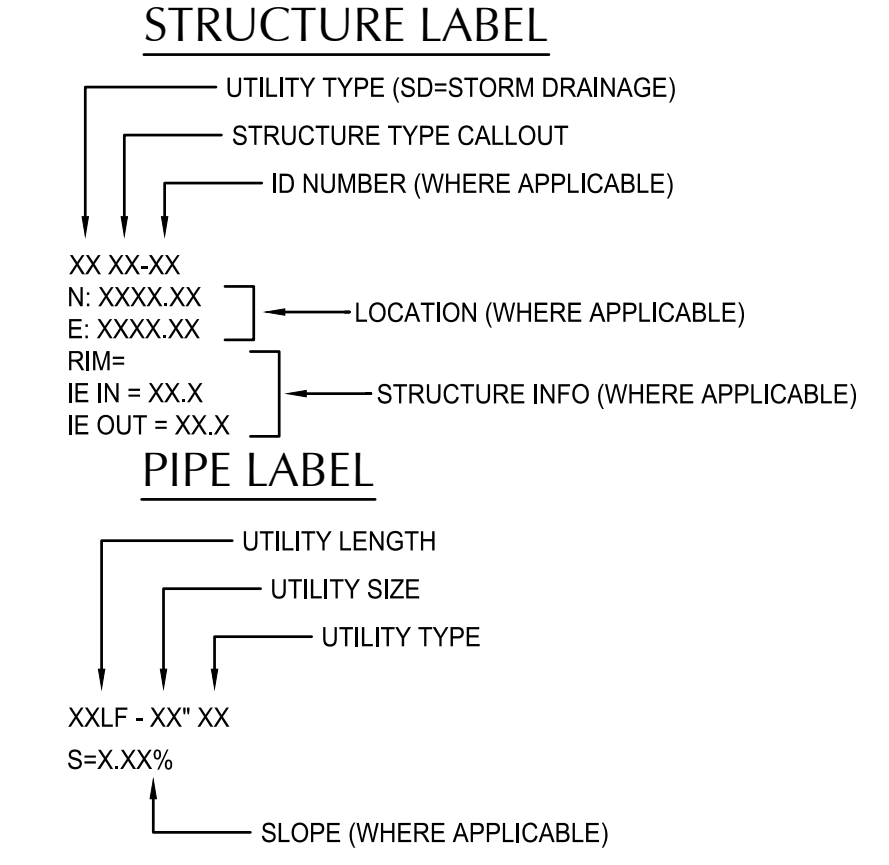 STRUCTURE LABEL
UTILITY TYPE (SD=STORM DRAINAGE)
STRUCTURE TYPE CALLOUT
ID NUMBER (WHERE APPLICABLE)
XX XX-XX
N: XXXX.XX
E: XXXX.XX
LOCATION (WHERE APPLICABLE)
RIM=
IE IN = XX.X
IE OUT = XX.X
STRUCTURE INFO (WHERE APPLICABLE)
PIPE LABEL
UTILITY LENGTH
UTILITY SIZE
UTILITY TYPE
XXLF - XX" XX
S=X.XX%
SLOPE (WHERE APPLICABLE)